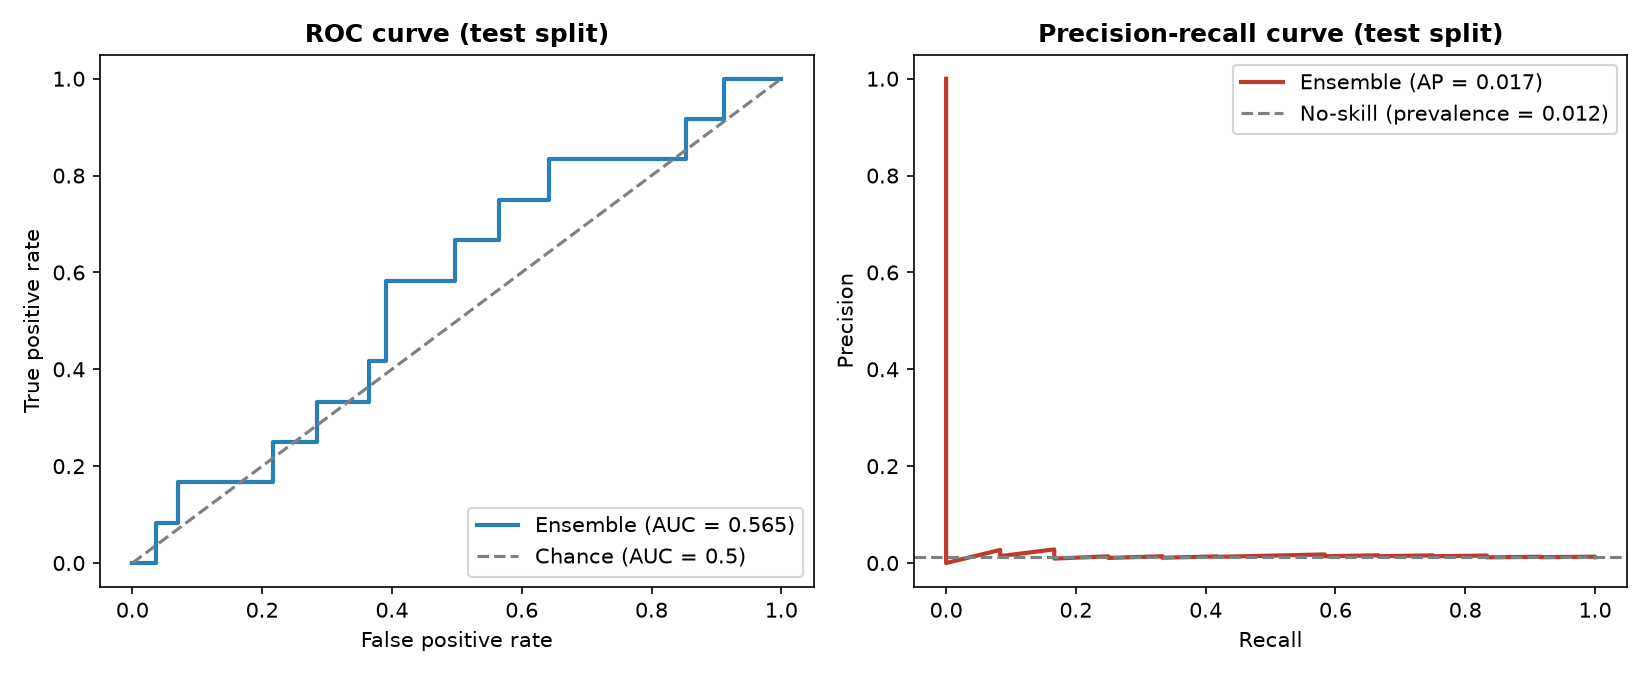 ROC curve (test split)
True positive rate
1.0
0.8
0.6
0.4
0.2
0.0
Ensemble (AUC = 0.565)
Chance (AUC = 0.5)
0.0 0.2 0.4 0.6 0.8 1.0
False positive rate
Precision-recall curve (test split)
Precision
1.0
0.8
0.6
0.4
0.2
0.0
Ensemble (AP = 0.017)
No-skill (prevalence = 0.012)
0.0 0.2 0.4 0.6 0.8 1.0
Recall